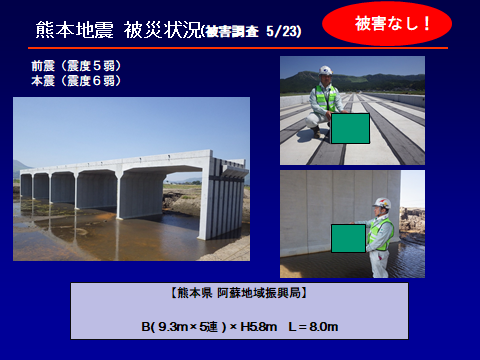 熊本地震 被災状況(被害調査 5/23)
被害なし！
前震（震度５弱）
本震（震度６弱）
【熊本県 阿蘇地域振興局】
B( 9.3m×5連 )×H5.8m　L＝8.0m